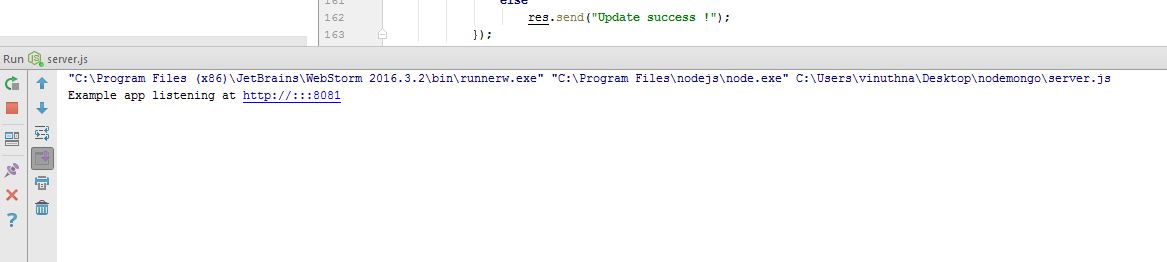 161 else
162 res.send("Update success !");
163 });
Run server.js
"C:\Program Files (x86)\JetBrains\WebStorm 2016.3.2\bin\runnerw.exe" "C:\Program Files\nodejs\node.exe" C:\Users\vinuthna\Desktop\nodemongo\server.js
Example app listening at http://:::8081